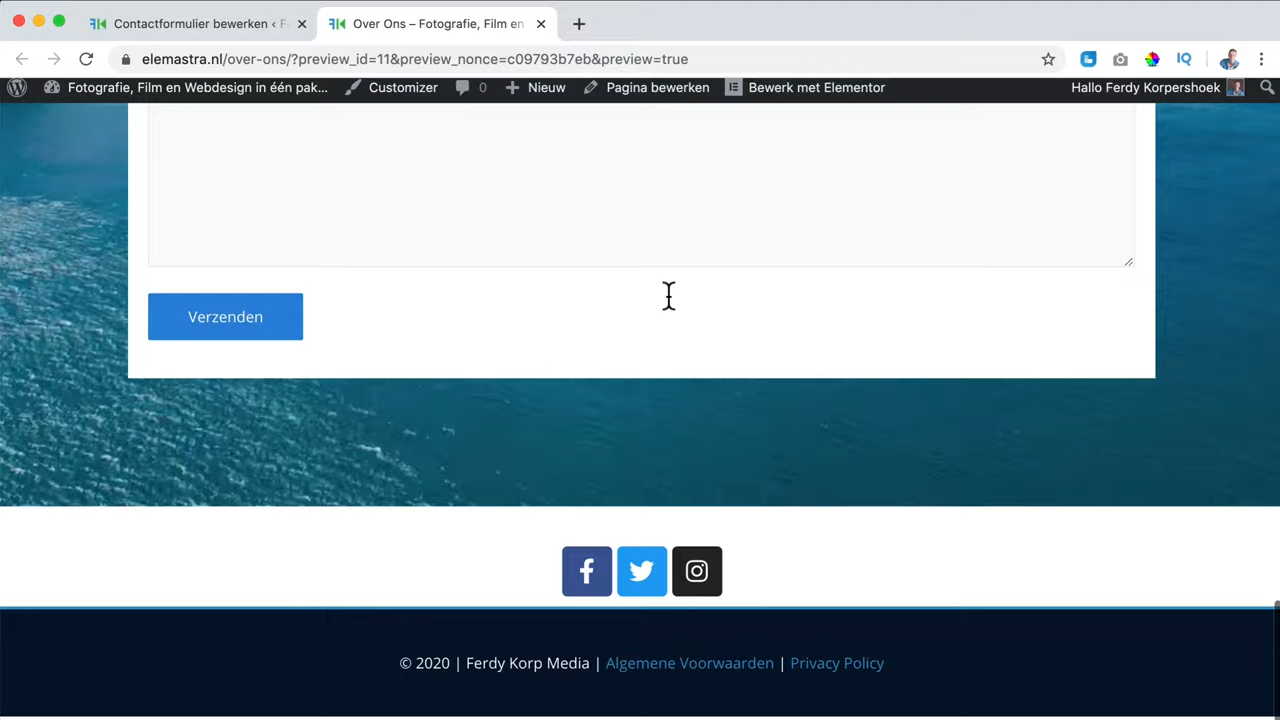 Contactformulier bewerken ‹ F
Over Ons – Fotografie, Film en
elemastra.nl/over-ons/?preview_id=11&preview_nonce=c09793b7eb&preview=true
IQ
Fotografie, Film en Webdesign in één pak... Customizer 0 Nieuw Pagina bewerken Bewerk met Elementor Hallo Ferdy Korpershoek
Verzenden
© 2020 | Ferdy Korp Media | Algemene Voorwaarden | Privacy Policy